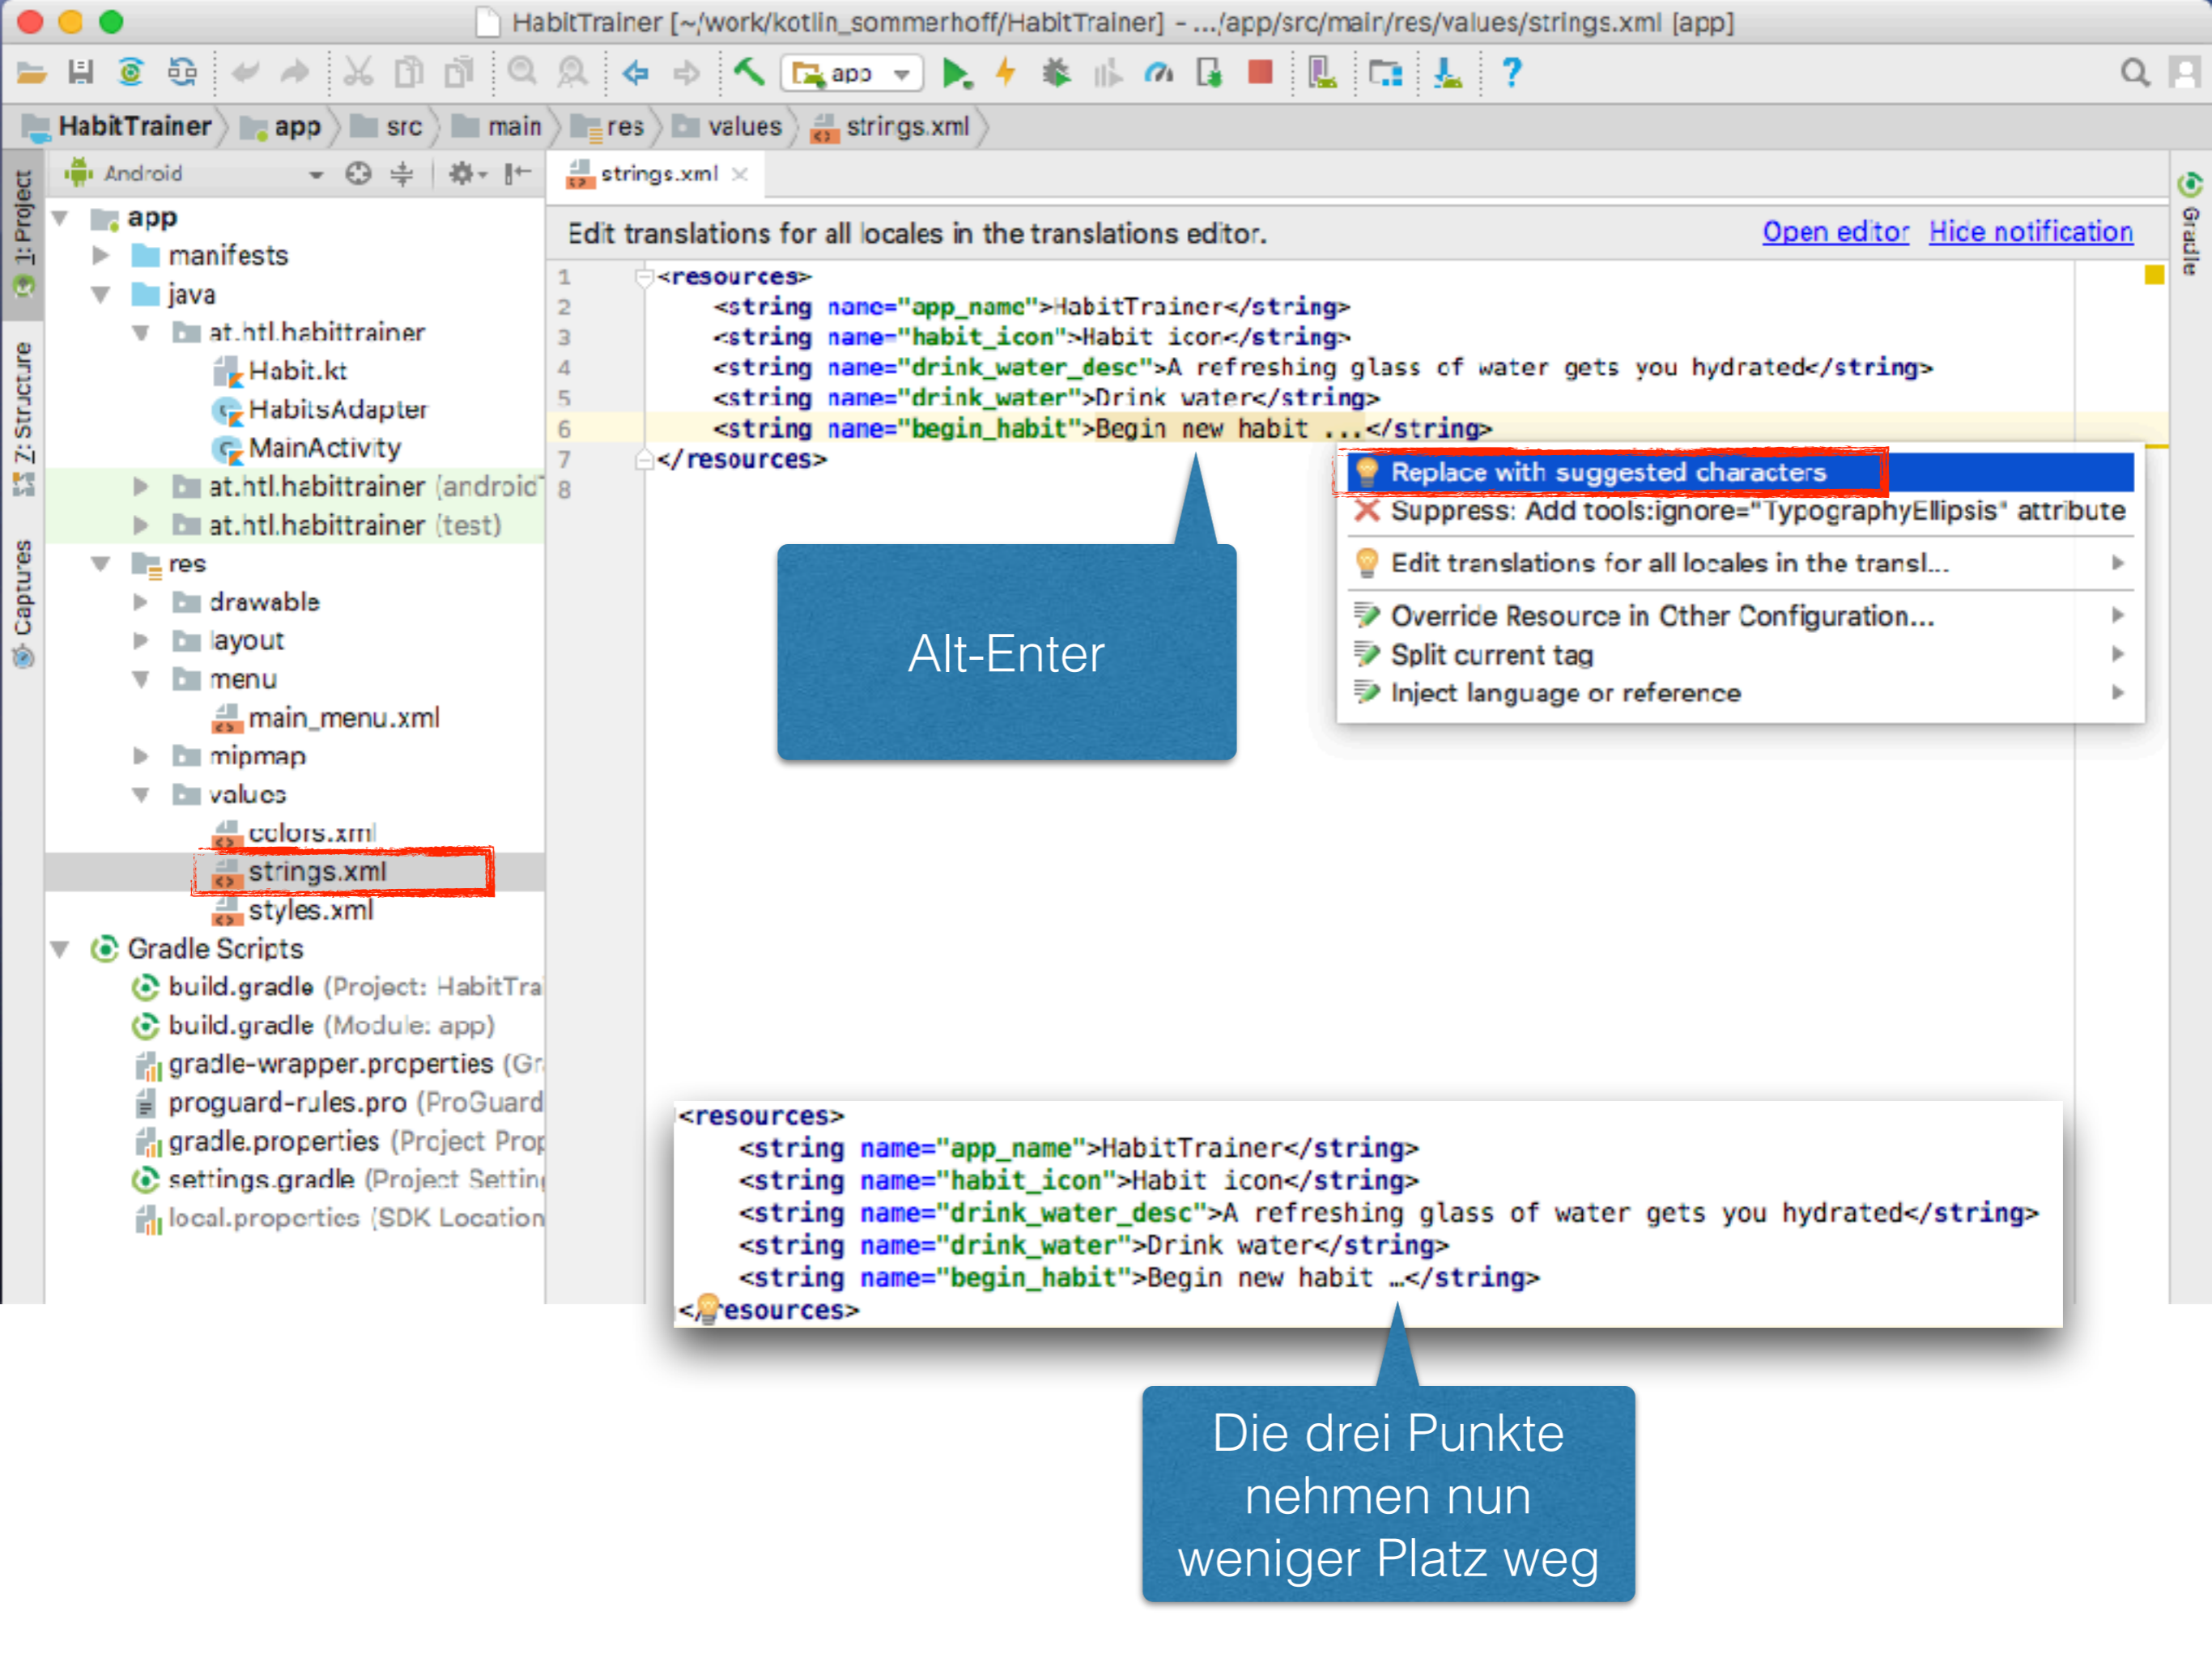 HabitTrainer [~/work/kotlin_sommerhoff/HabitTrainer] - .../app/src/main/res/values/strings.xml [app]
app
HabitTrainer app src main res values strings.xml
1: Project
Z: Structure
Captures
Android
app
manifests
java
at.htl.habittrainer
Habit.kt
HabitsAdapter
MainActivity
at.htl.habittrainer (androidT
at.htl.habittrainer (test)
res
drawable
layout
menu
main_menu.xml
mipmap
values
colors.xml
strings.xml
styles.xml
Gradle Scripts
build.gradle (Project: HabitTrai
build.gradle (Module: app)
gradle-wrapper.properties (Gr
proguard-rules.pro (ProGuard
gradle.properties (Project Prop
settings.gradle (Project Setting
local.properties (SDK Location
strings.xml
Edit translations for all locales in the translations editor. Open editor Hide notification
Gradle
1 <resources>
2 <string name="app_name">HabitTrainer</string>
3 <string name="habit_icon">Habit icon</string>
4 <string name="drink_water_desc">A refreshing glass of water gets you hydrated</string>
5 <string name="drink_water">Drink water</string>
6 <string name="begin_habit">Begin new habit ...</string>
7 </resources>
8
Replace with suggested characters
Suppress: Add tools:ignore="TypographyEllipsis" attribute
Edit translations for all locales in the transl...
Override Resource in Other Configuration...
Split current tag
Inject language or reference
Alt-Enter
<resources>
<string name="app_name">HabitTrainer</string>
<string name="habit_icon">Habit icon</string>
<string name="drink_water_desc">A refreshing glass of water gets you hydrated</string>
<string name="drink_water">Drink water</string>
<string name="begin_habit">Begin new habit …</string>
</resources>
Die drei Punkte
nehmen nun
weniger Platz weg